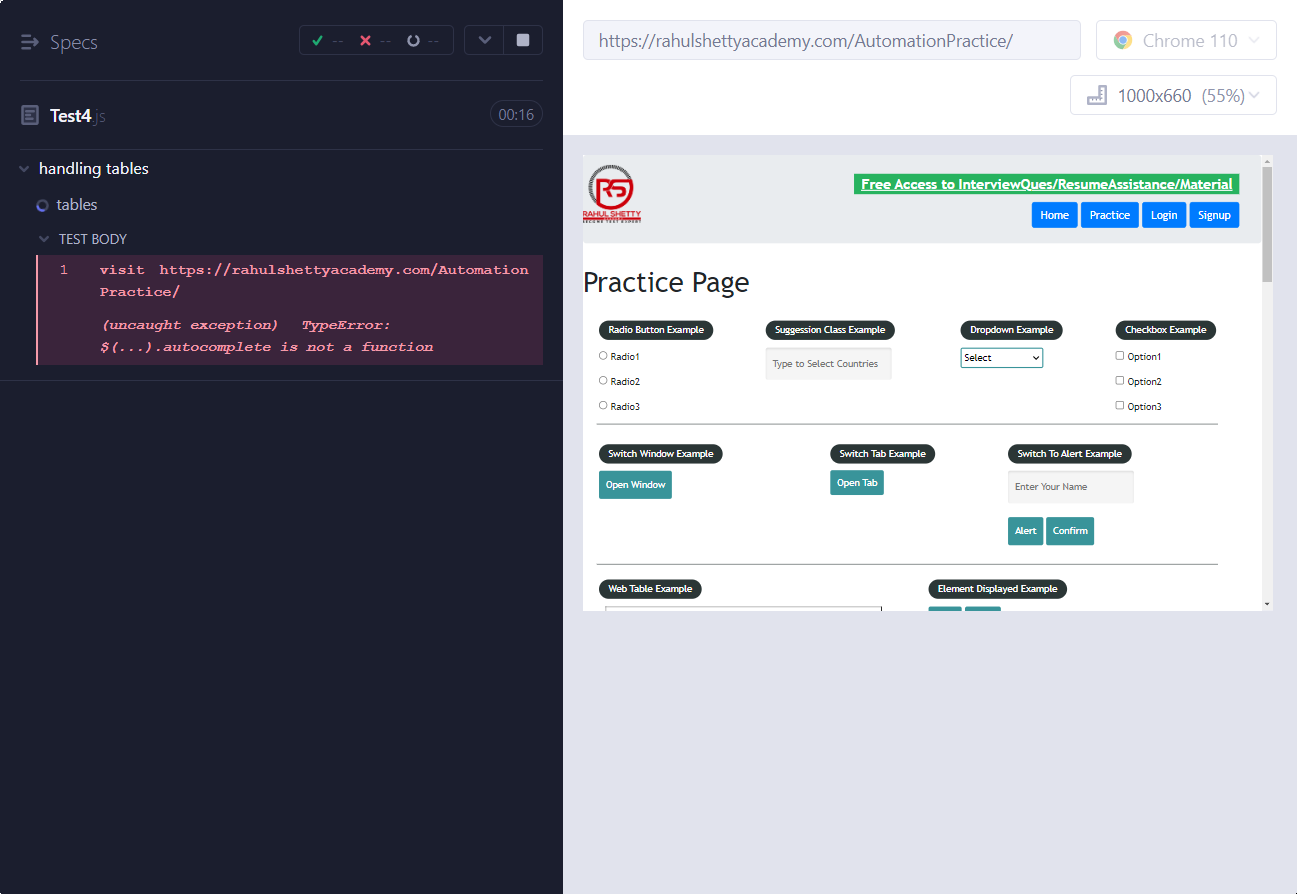 Specs
-- -- --
Test4.js
00:16
handling tables
tables
TEST BODY
1 visit https://rahulshettyacademy.com/Automation
Practice/
(uncaught exception) TypeError:
$(...).autocomplete is not a function
https://rahulshettyacademy.com/AutomationPractice/
Chrome 110
1000x660 (55%)
RS
RAHUL SHETTY
Free Access to InterviewQues/ResumeAssistance/Material
Home Practice Login Signup
Practice Page
Radio Button Example Suggession Class Example Dropdown Example Checkbox Example
Radio1 Type to Select Countries Select Option1
Radio2 Option2
Radio3 Option3
Switch Window Example Switch Tab Example Switch To Alert Example
Open Window Open Tab Enter Your Name
Alert Confirm
Web Table Example Element Displayed Example